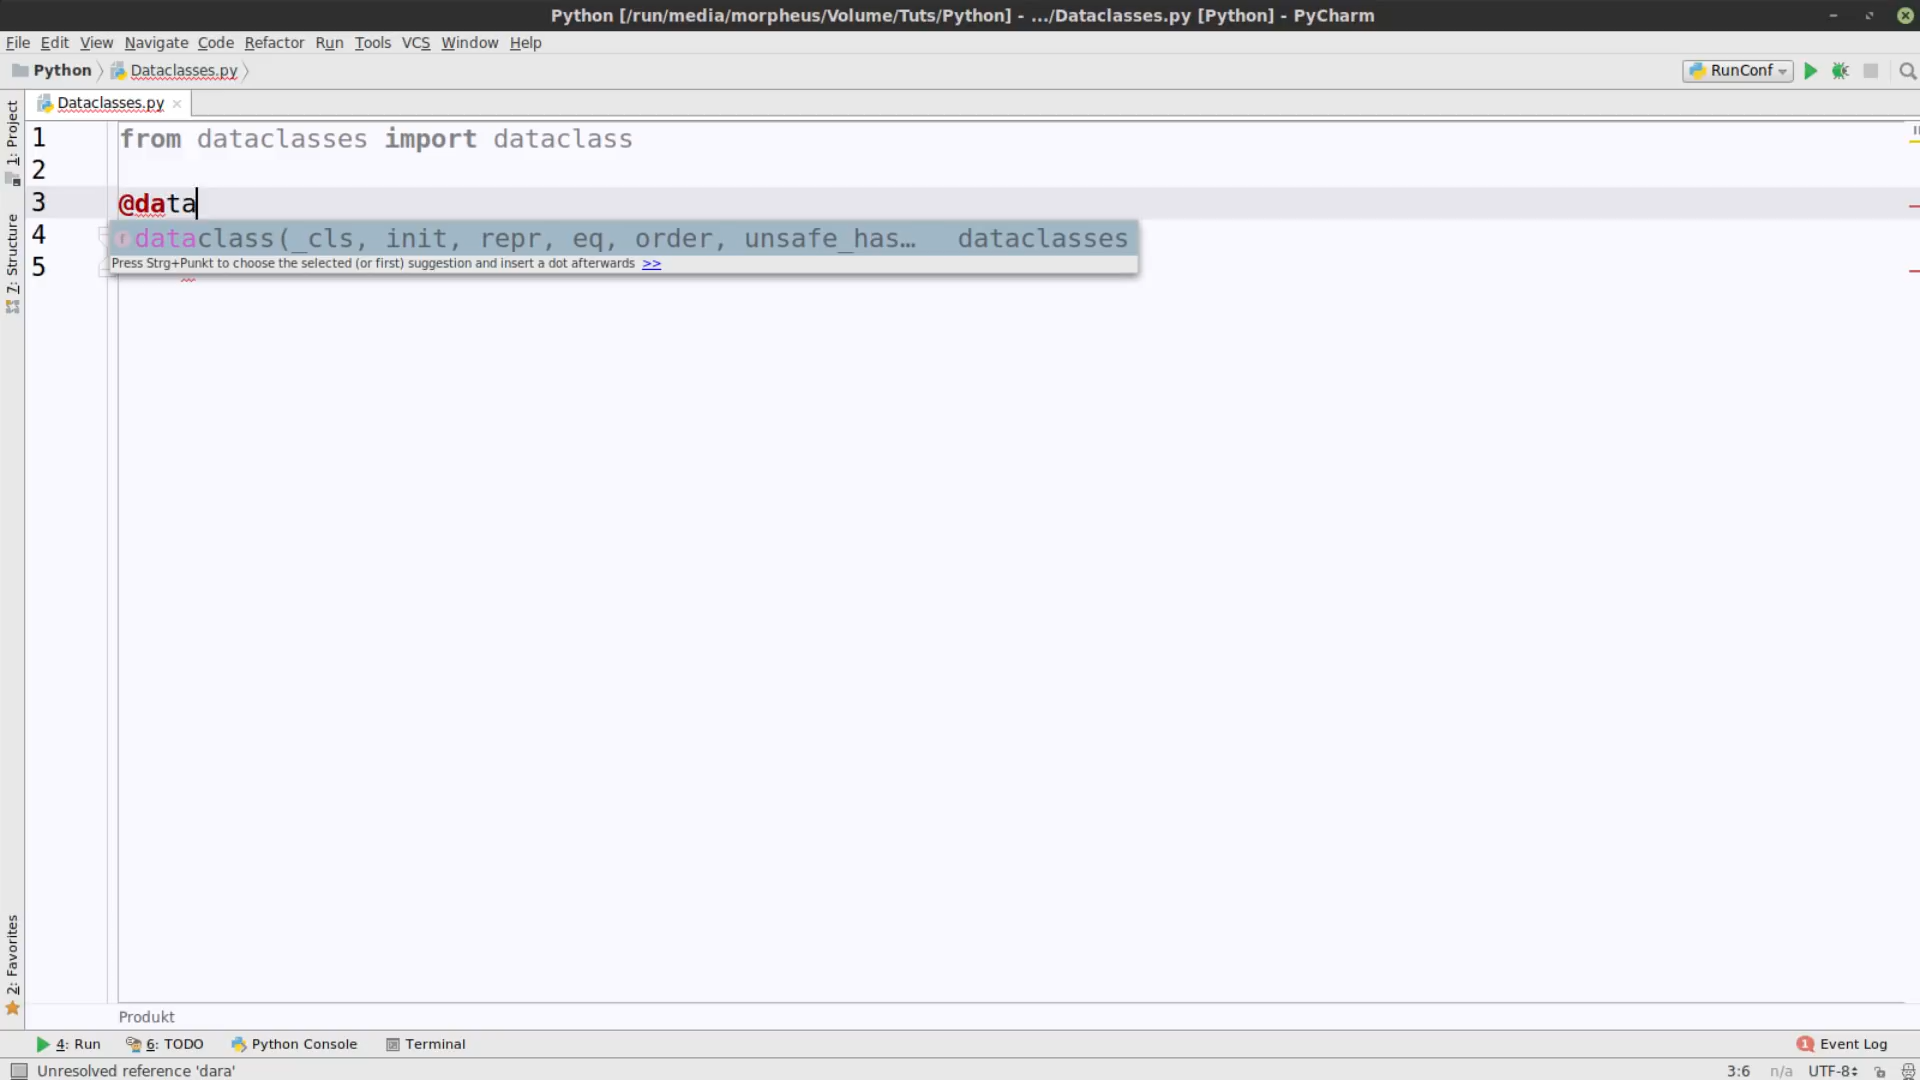 Python [/run/media/morpheus/Volume/Tuts/Python] - .../Dataclasses.py [Python] - PyCharm
File Edit View Navigate Code Refactor Run Tools VCS Window Help
Python Dataclasses.py RunConf
Dataclasses.py
1: Project
7: Structure
2: Favorites
1 from dataclasses import dataclass
2
3 @data
4 dataclass(_cls, init, repr, eq, order, unsafe_has… dataclasses
5 Press Strg+Punkt to choose the selected (or first) suggestion and insert a dot afterwards >>
Produkt
4: Run 6: TODO Python Console Terminal 1 Event Log
Unresolved reference 'dara' 3:6 n/a UTF-8